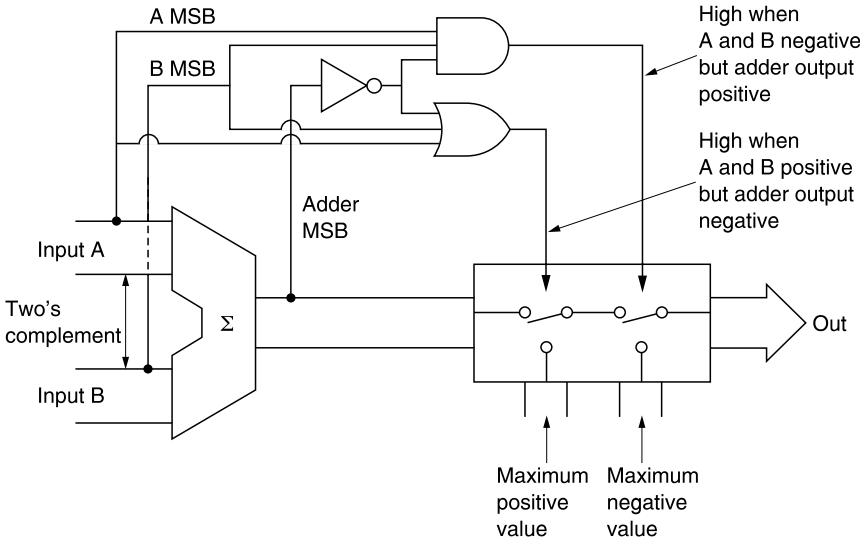 A MSB
B MSB
High when
A and B negative
but adder output
positive
High when
A and B positive
but adder output
negative
Adder
MSB
Input A
Two's
complement
Σ
Input B
Out
Maximum
positive
value
Maximum
negative
value